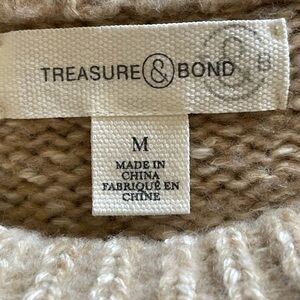 TREASURE & BOND
M
MADE IN
CHINA
FABRIQUÉ EN
CHINE